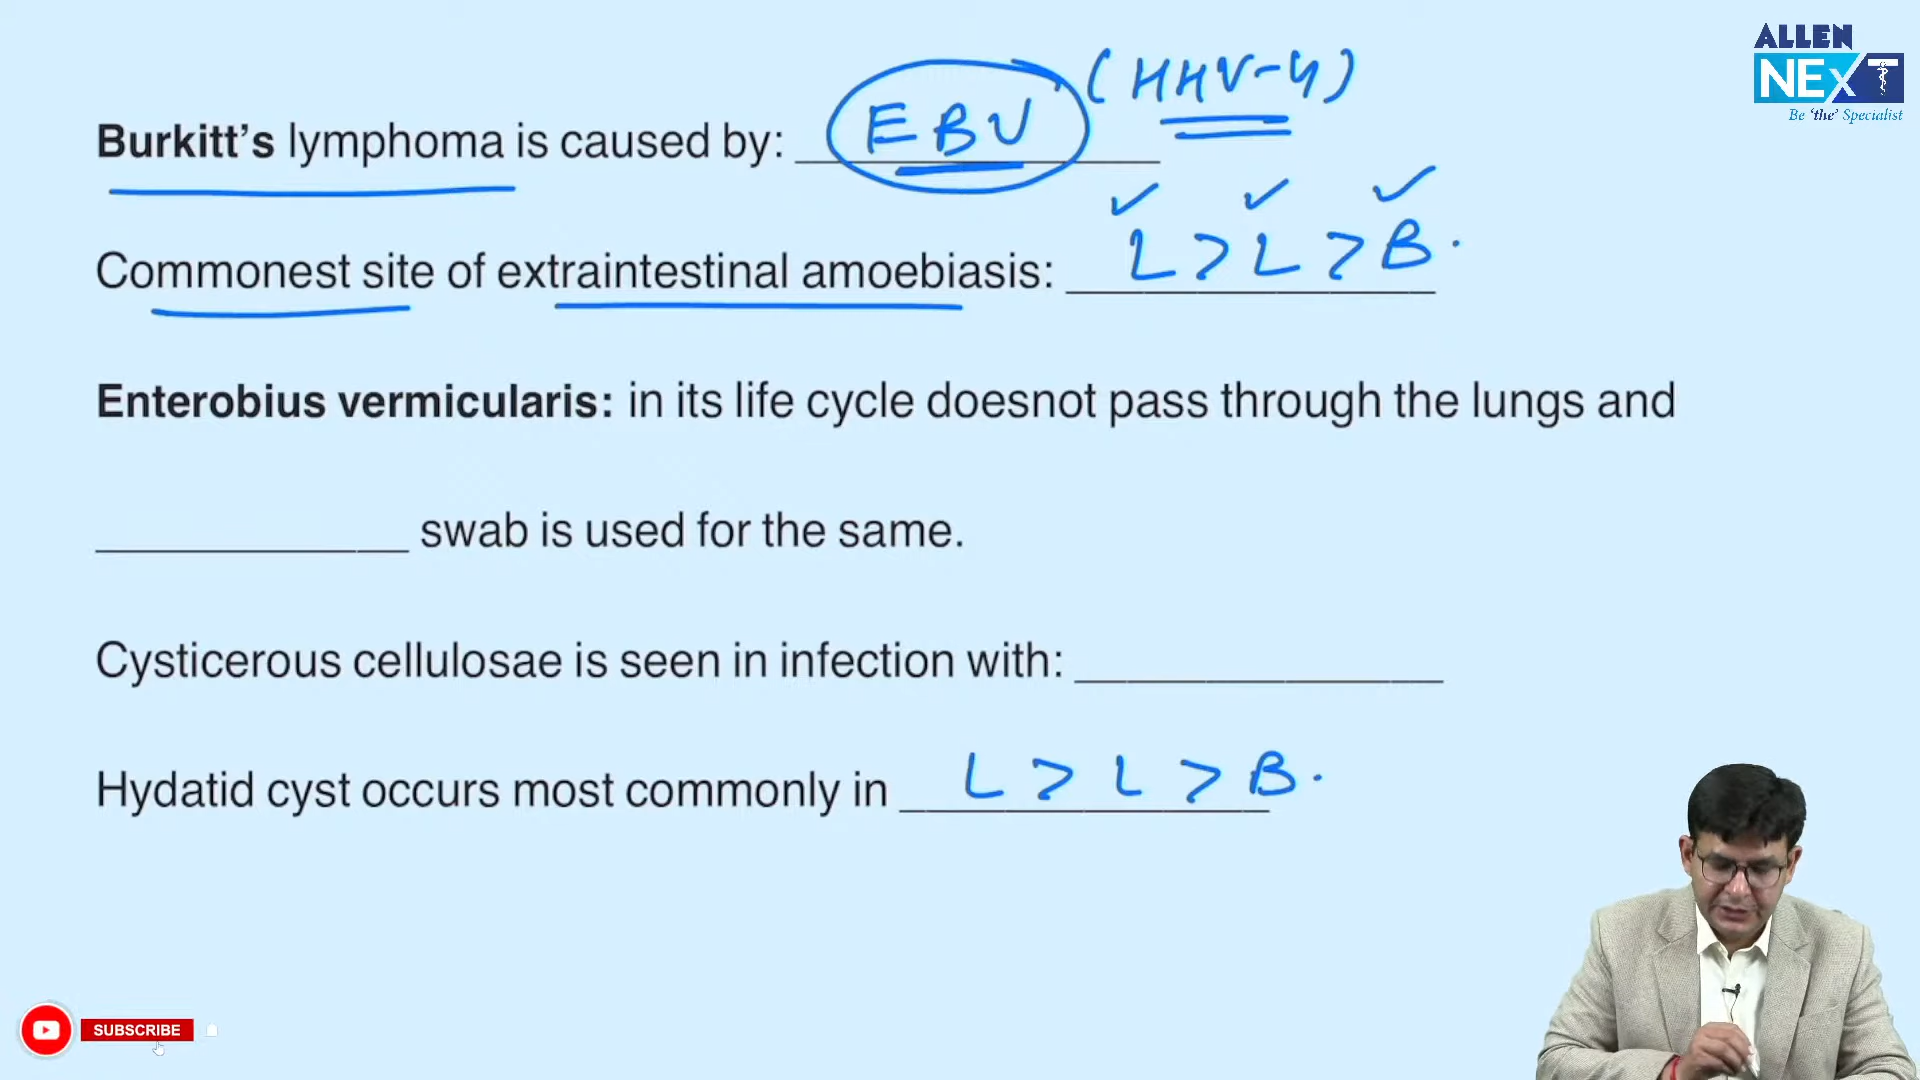 ALLEN
NEXT
Be 'the' Specialist
(HHV-4)
Burkitt's lymphoma is caused by: EBV
Commonest site of extraintestinal amoebiasis: L > L > B.
Enterobius vermicularis: in its life cycle doesnot pass through the lungs and
____________ swab is used for the same.
Cysticerous cellulosae is seen in infection with: ______________
Hydatid cyst occurs most commonly in L > L > B.
SUBSCRIBE